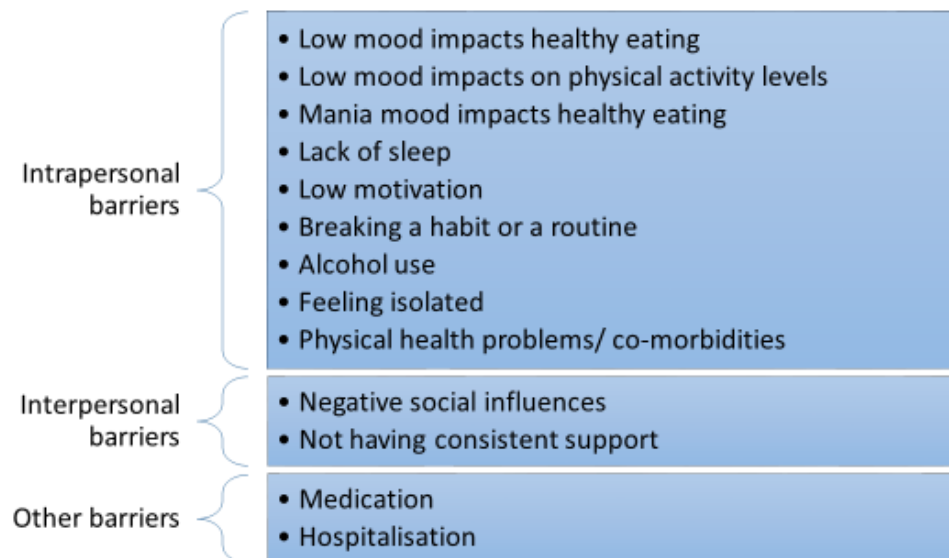 Intrapersonal
barriers
• Low mood impacts healthy eating
• Low mood impacts on physical activity levels
• Mania mood impacts healthy eating
• Lack of sleep
• Low motivation
• Breaking a habit or a routine
• Alcohol use
• Feeling isolated
• Physical health problems/ co-morbidities
Interpersonal
barriers
• Negative social influences
• Not having consistent support
Other barriers
• Medication
• Hospitalisation